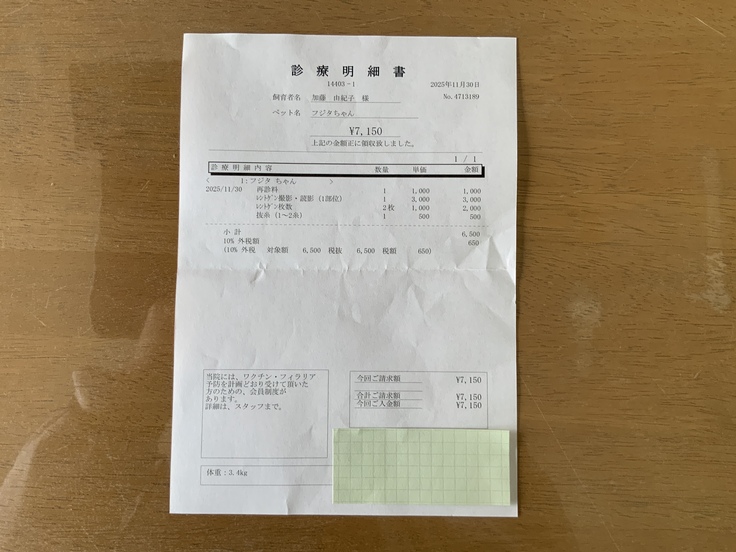 診療明細書
14403-1 2025年11月30日
飼育者名 加藤 由紀子 様 No.4713189
ペット名 フジタちゃん
¥7,150
上記の金額正に領収致しました。
1 / 1
診療明細内容 数量 単価 金額
< 1:フジタ ちゃん >
2025/11/30 再診料 1 1,000 1,000
ﾚﾝﾄｹﾞﾝ撮影・読影 (1部位) 1 3,000 3,000
ﾚﾝﾄｹﾞﾝ枚数 2枚 1,000 2,000
抜糸 (1～2糸) 1 500 500
小 計 6,500
10% 外税額 650
(10% 外税 対象額 6,500 税抜 6,500 税額 650)
当院には、ワクチン・フィラリア
予防を計画どおり受けて頂いた
方のための、会員制度が
あります。
詳細は、スタッフまで。
今回ご請求額 ¥7,150
合計ご請求額 ¥7,150
今回ご入金額 ¥7,150
体重：3.4kg